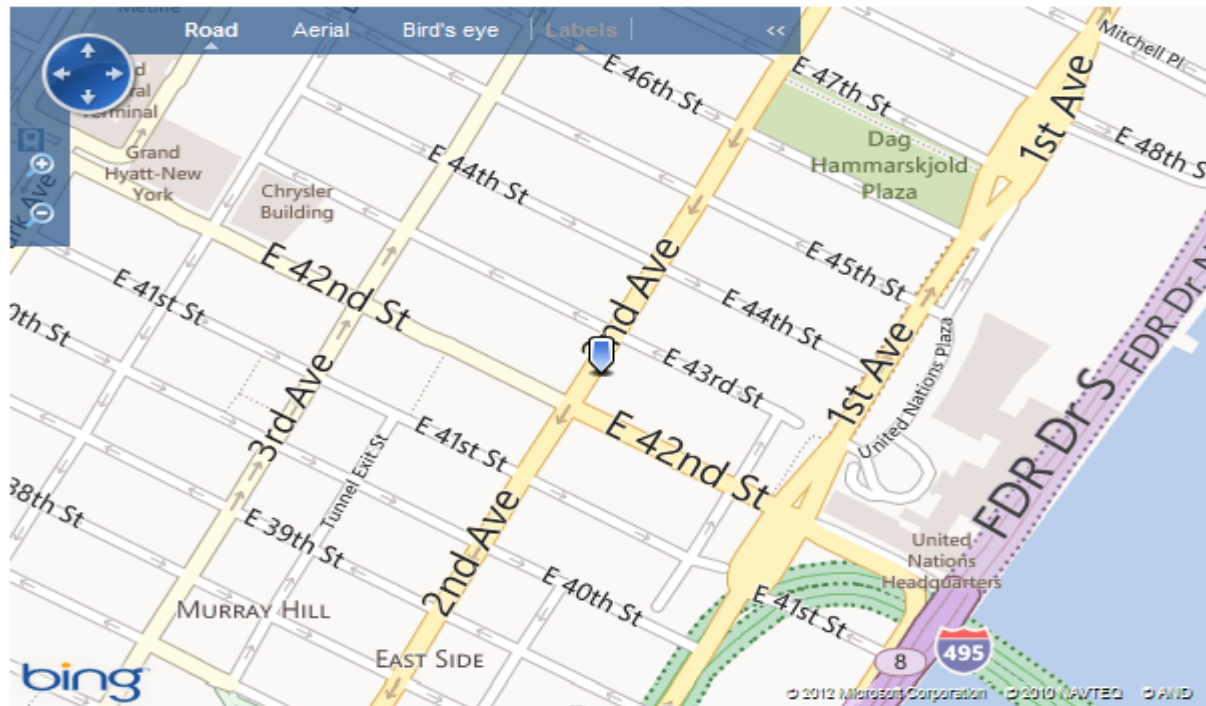 Road
Aerial
Bird's eye
Labels
<<
Mitchell Pl
E 46th St
E 47th St
1st Ave
Dag
Hammarskjold
Plaza
E 48th S
Terminal
Grand
Hyatt-New
York
Chrysler
Building
E 44th St
E 45th St
E 42nd St
E 41st St
2nd Ave
E 44th St
0th St
E 43rd St
1st Ave
United Nations Plaza
FDR Dr
FDR Dr S
3rd Ave
E 41st St
E 42nd St
Tunnel Exit St
38th St
E 39th St
2nd Ave
United
Nations
Headquarters
E 40th St
E 41st St
MURRAY HILL
EAST SIDE
8
495
bing
© 2012 Microsoft Corporation © 2010 NAVTEQ © AND